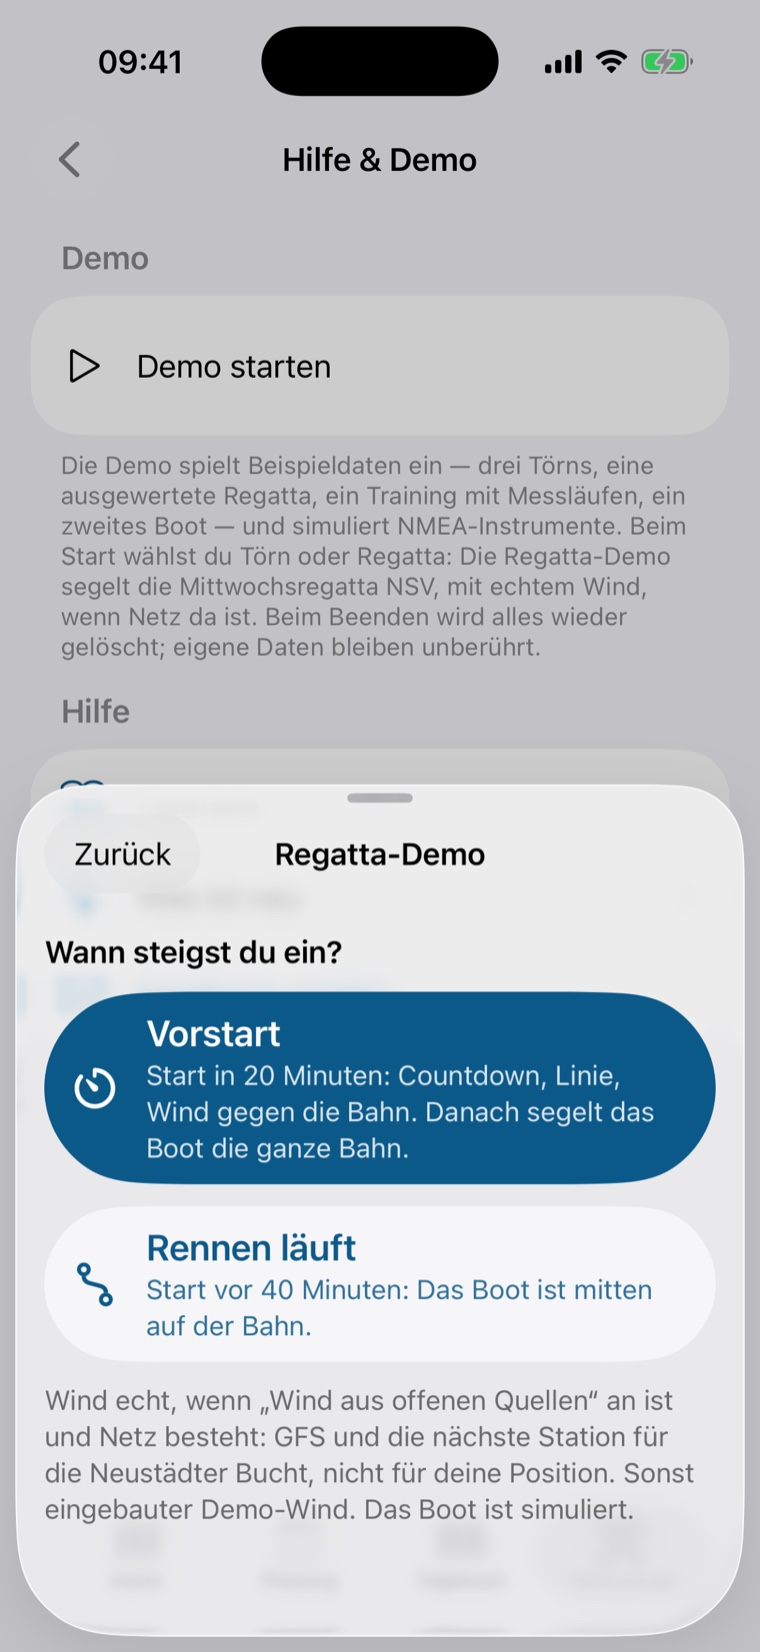 09:41
Hilfe & Demo
Demo
Demo starten
Die Demo spielt Beispieldaten ein — drei Törns, eine
ausgewertete Regatta, ein Training mit Messläufen, ein
zweites Boot — und simuliert NMEA-Instrumente. Beim
Start wählst du Törn oder Regatta: Die Regatta-Demo
segelt die Mittwochsregatta NSV, mit echtem Wind,
wenn Netz da ist. Beim Beenden wird alles wieder
gelöscht; eigene Daten bleiben unberührt.
Hilfe
Zurück
Regatta-Demo
Wann steigst du ein?
Vorstart
Start in 20 Minuten: Countdown, Linie,
Wind gegen die Bahn. Danach segelt das
Boot die ganze Bahn.
Rennen läuft
Start vor 40 Minuten: Das Boot ist mitten
auf der Bahn.
Wind echt, wenn „Wind aus offenen Quellen“ an ist
und Netz besteht: GFS und die nächste Station für
die Neustädter Bucht, nicht für deine Position. Sonst
eingebauter Demo-Wind. Das Boot ist simuliert.